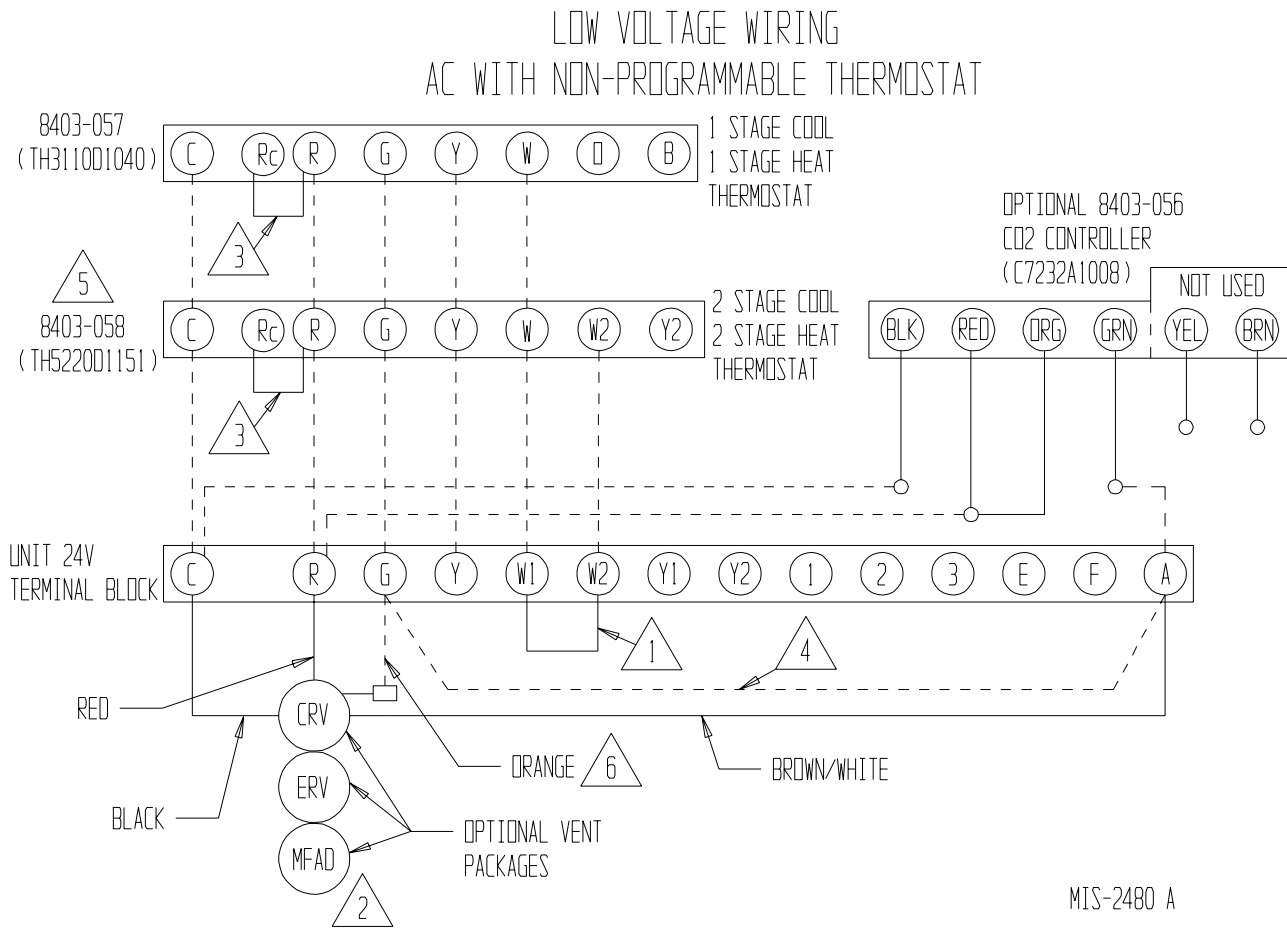 LOW VOLTAGE WIRING
AC WITH NON-PROGRAMMABLE THERMOSTAT
8403-057
(TH3110D1040)
C Rc R G Y W O B
1 STAGE COOL
1 STAGE HEAT
THERMOSTAT
3
OPTIONAL 8403-056
CO2 CONTROLLER
(C7232A1008)
NOT USED
BLK RED ORG GRN YEL BRN
5
8403-058
(TH5220D1151)
C Rc R G Y W W2 Y2
2 STAGE COOL
2 STAGE HEAT
THERMOSTAT
3
UNIT 24V
TERMINAL BLOCK
C R G Y W1 W2 Y1 Y2 1 2 3 E F A
1
4
RED
CRV
ORANGE
6
BROWN/WHITE
BLACK
ERV
OPTIONAL VENT
PACKAGES
MFAD
2
MIS-2480 A